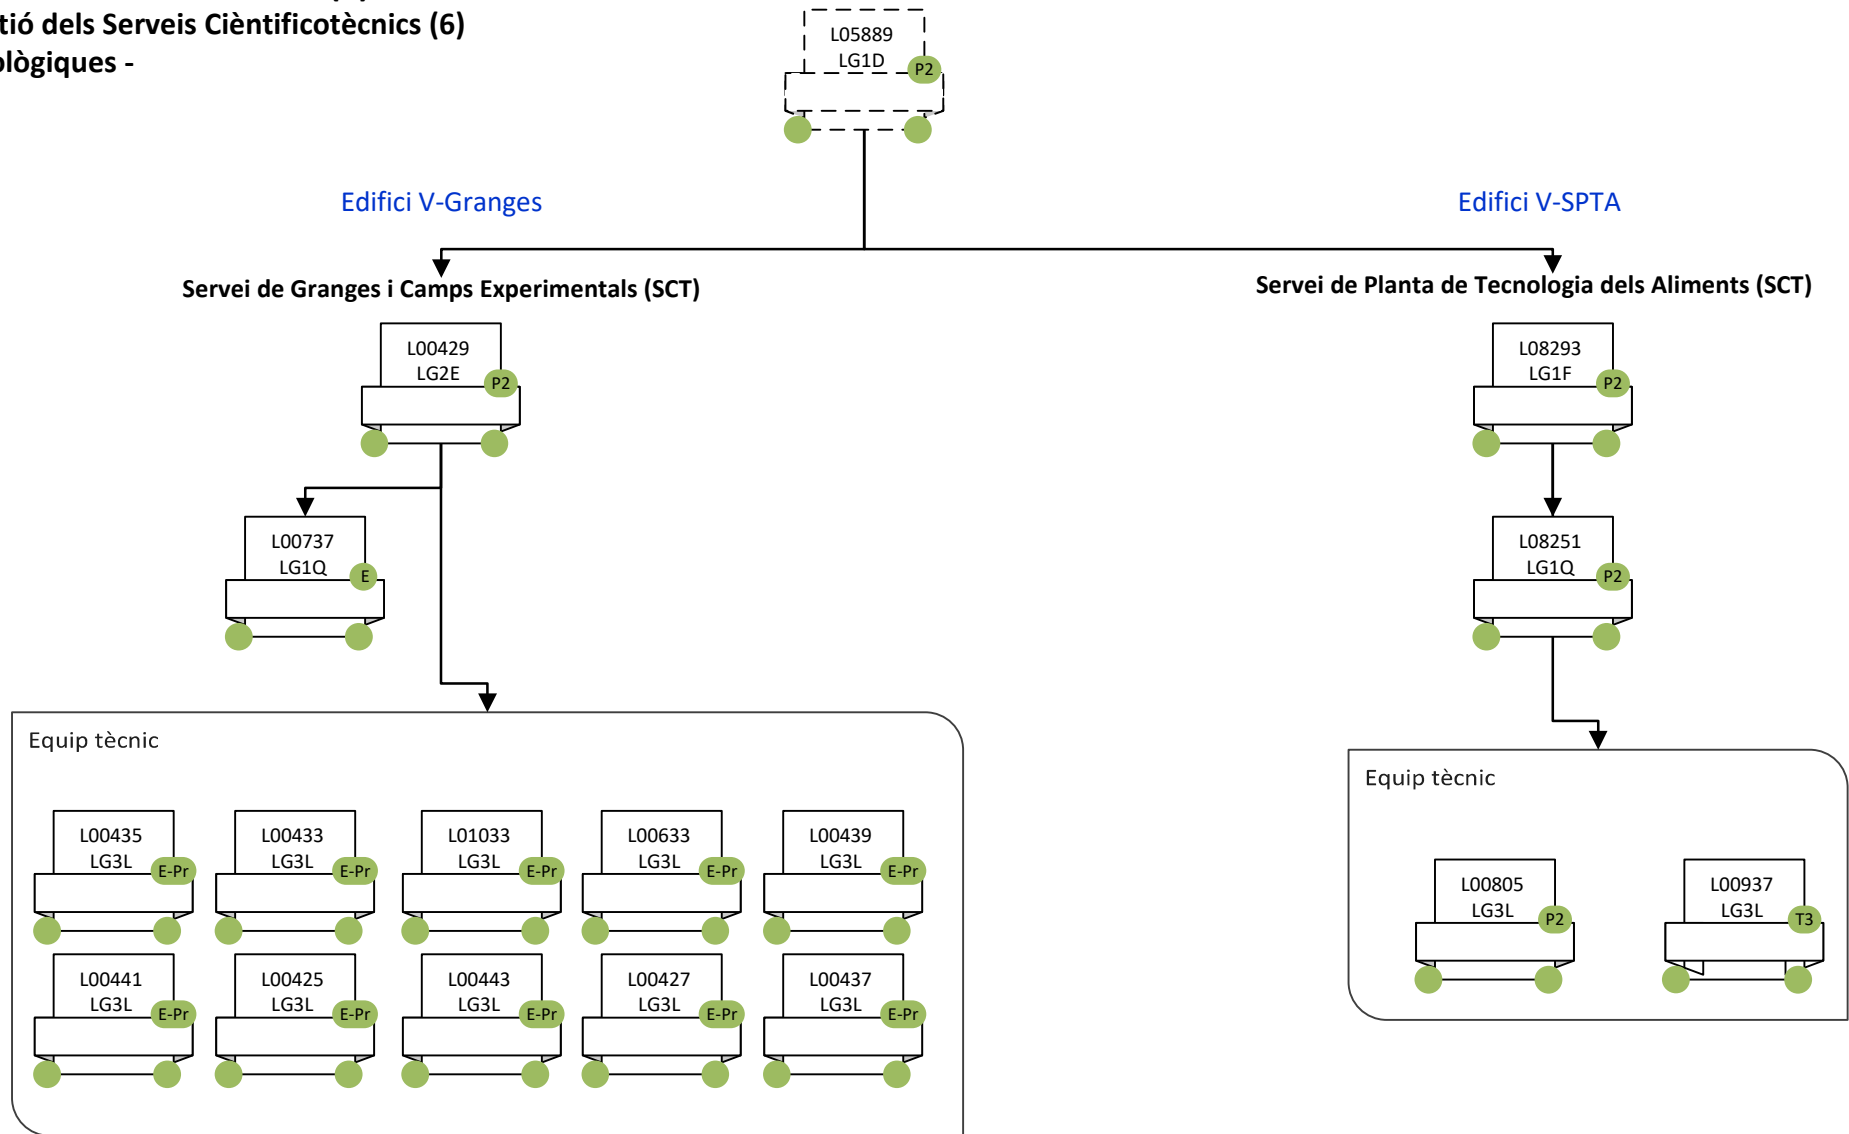 tió dels Serveis Cièntificotècnics (6)
ològiques -
L05889
LG1D
P2
Edifici V-Granges
Edifici V-SPTA
Servei de Granges i Camps Experimentals (SCT)
Servei de Planta de Tecnologia dels Aliments (SCT)
L00429
LG2E
P2
L08293
LG1F
P2
L00737
LG1Q
E
L08251
LG1Q
P2
Equip tècnic
L00435
LG3L
E-Pr
L00433
LG3L
E-Pr
L01033
LG3L
E-Pr
L00633
LG3L
E-Pr
L00439
LG3L
E-Pr
L00441
LG3L
E-Pr
L00425
LG3L
E-Pr
L00443
LG3L
E-Pr
L00427
LG3L
E-Pr
L00437
LG3L
E-Pr
Equip tècnic
L00805
LG3L
P2
L00937
LG3L
T3